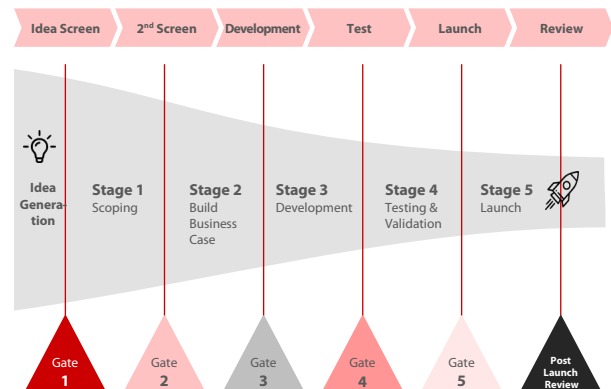 Idea Screen
2nd Screen
Development
Test
Launch
Review
Idea
Genera-
tion
Stage 1
Scoping
Stage 2
Build
Business
Case
Stage 3
Development
Stage 4
Testing &
Validation
Stage 5
Launch
Gate
1
Gate
2
Gate
3
Gate
4
Gate
5
Post
Launch
Review